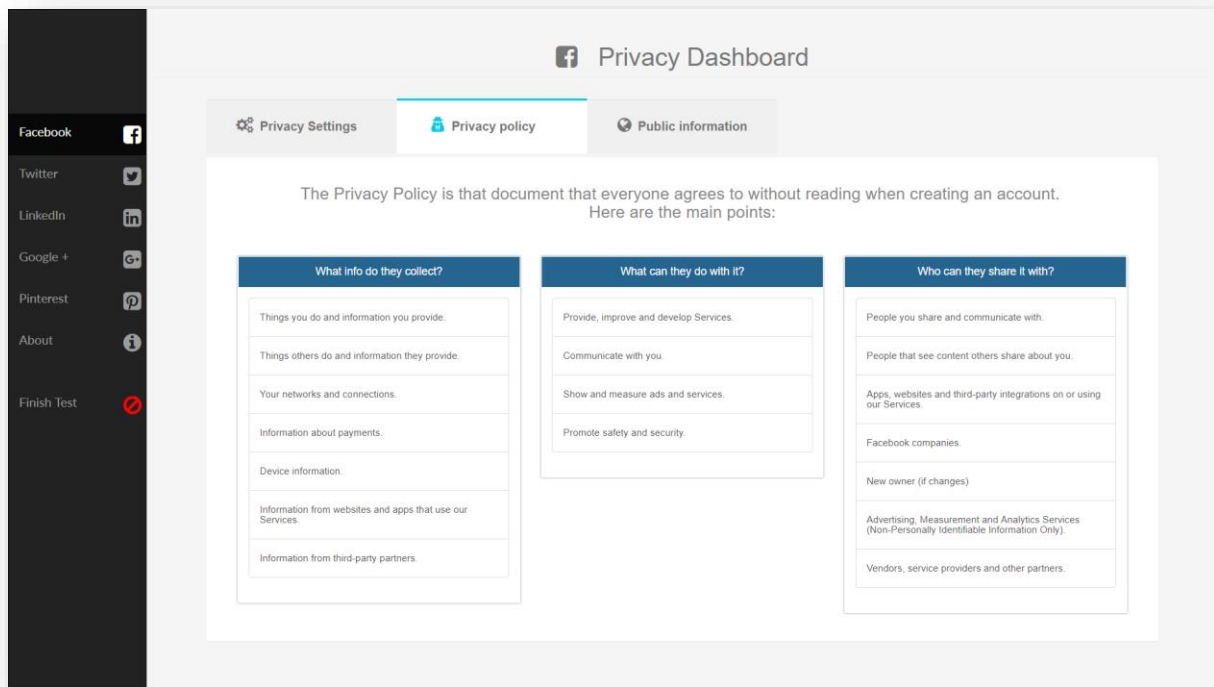 Privacy Dashboard
Facebook
Twitter
LinkedIn
Google +
Pinterest
About
Finish Test
Privacy Settings
Privacy policy
Public information
The Privacy Policy is that document that everyone agrees to without reading when creating an account.
Here are the main points:
What info do they collect?
Things you do and information you provide.
Things others do and information they provide.
Your networks and connections.
Information about payments.
Device information.
Information from websites and apps that use our
Services.
Information from third-party partners.
What can they do with it?
Provide, improve and develop Services.
Communicate with you.
Show and measure ads and services.
Promote safety and security.
Who can they share it with?
People you share and communicate with.
People that see content others share about you.
Apps, websites and third-party integrations on or using
our Services.
Facebook companies.
New owner (if changes)
Advertising, Measurement and Analytics Services
(Non-Personally Identifiable Information Only).
Vendors, service providers and other partners.